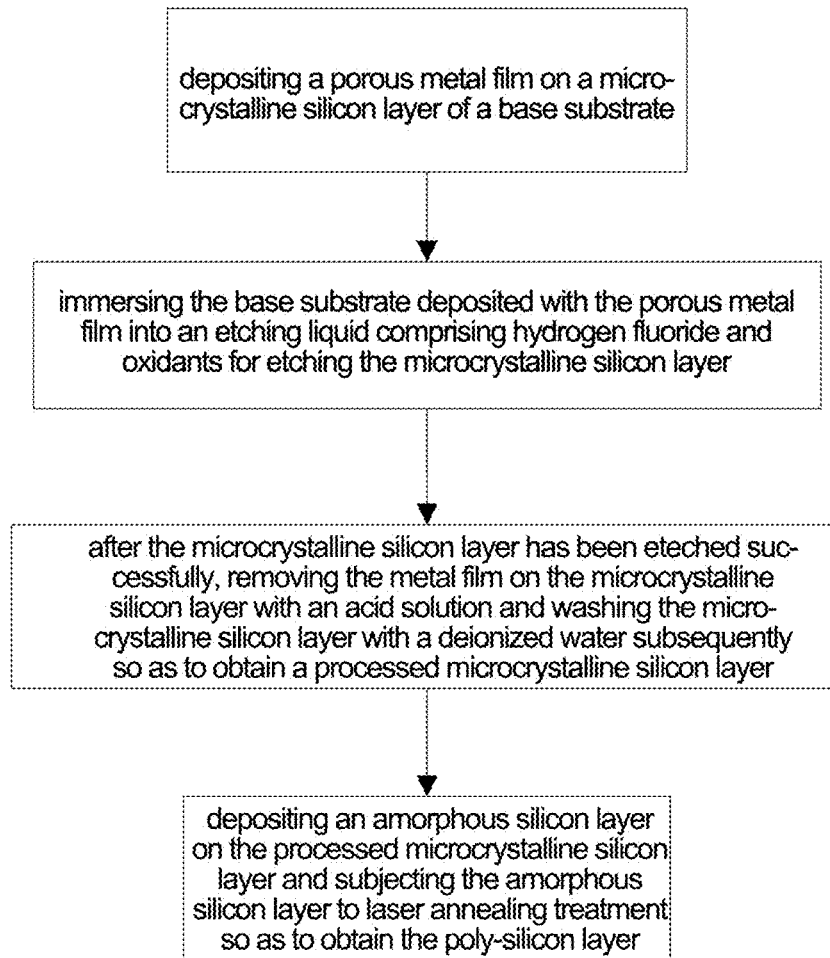 depositing a porous metal film on a micro-
crystalline silicon layer of a base substrate
immersing the base substrate deposited with the porous metal
film into an etching liquid comprising hydrogen fluoride and
oxidants for etching the microcrystalline silicon layer
after the microcrystalline silicon layer has been eteched suc-
cessfully, removing the metal film on the microcrystalline
silicon layer with an acid solution and washing the micro-
crystalline silicon layer with a deionized water subsequently
so as to obtain a processed microcrystalline silicon layer
depositing an amorphous silicon layer
on the processed microcrystalline silicon
layer and subjecting the amorphous
silicon layer to laser annealing treatment
so as to obtain the poly-silicon layer